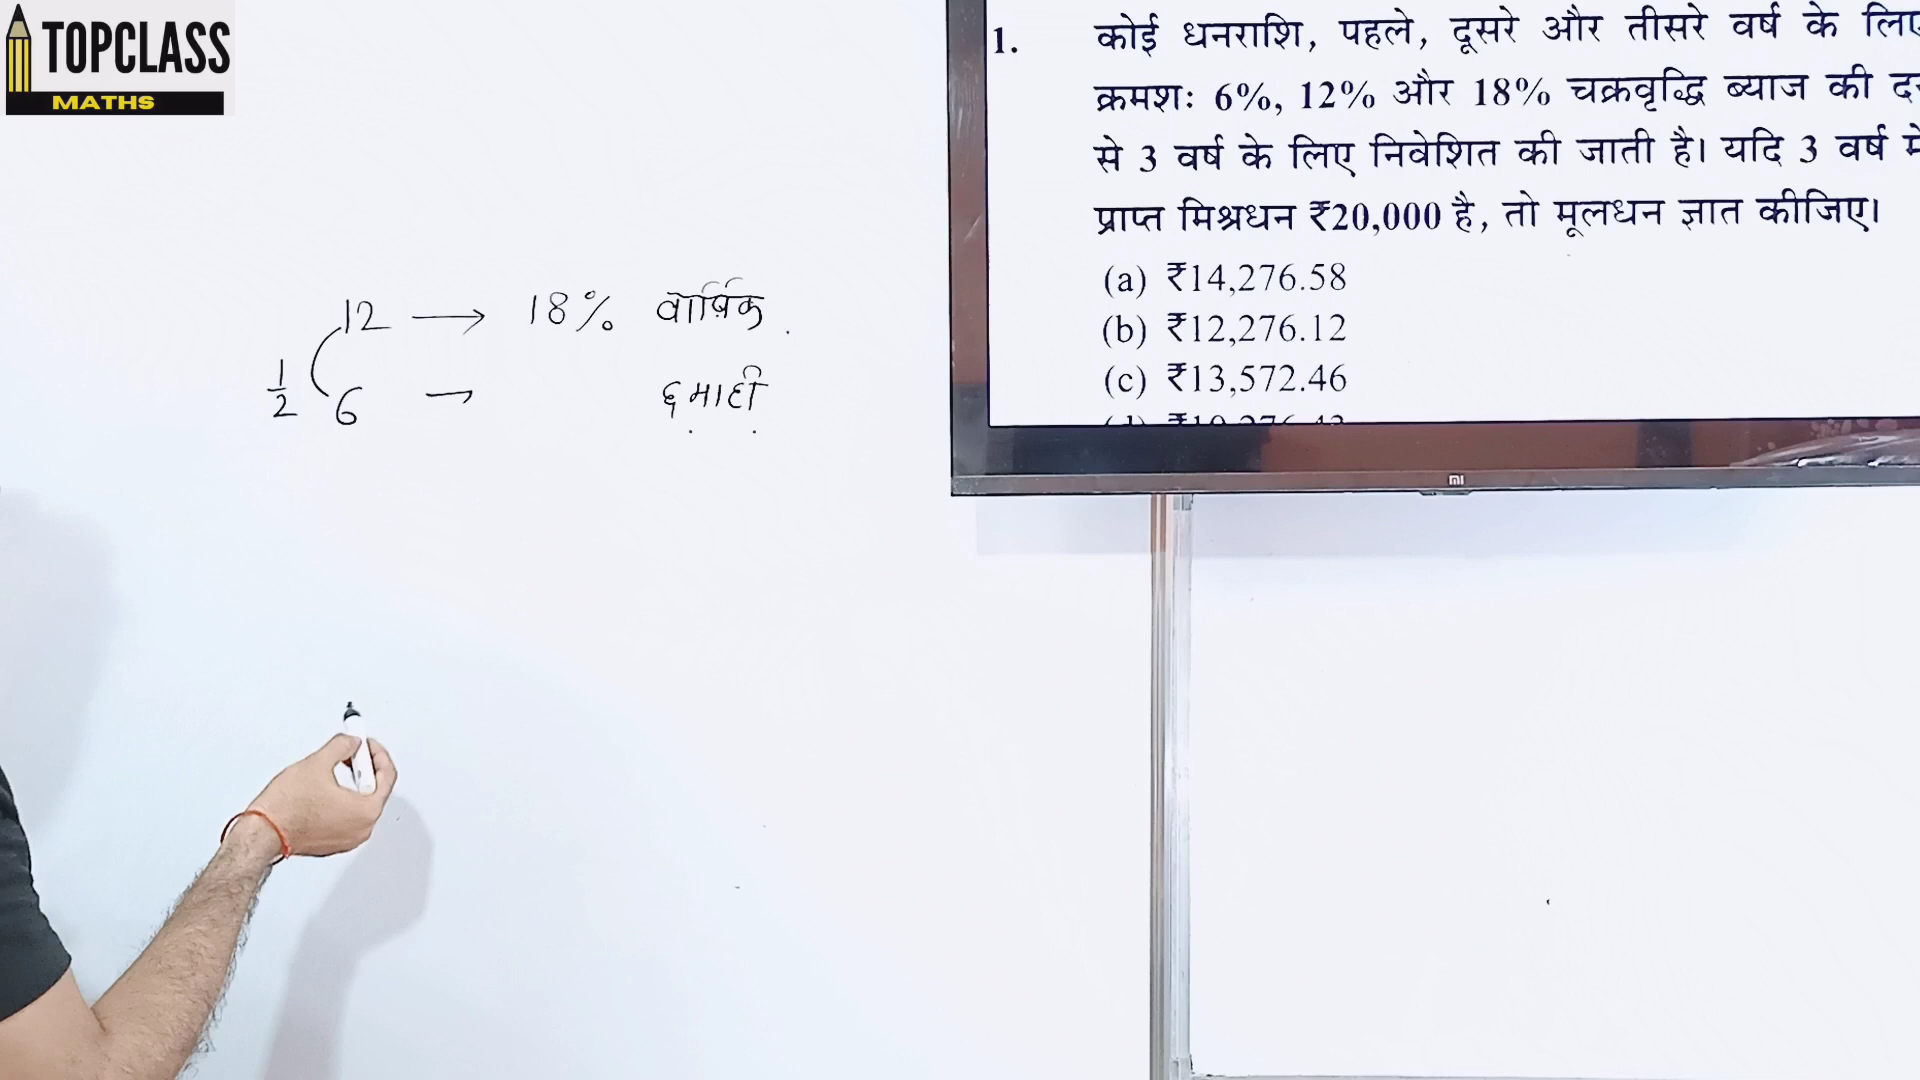 TOPCLASS
MATHS
12 → 18% वार्षिक
1/2 6 → ६ माही
1. कोई धनराशि, पहले, दूसरे और तीसरे वर्ष के लिए
क्रमशः 6%, 12% और 18% चक्रवृद्धि ब्याज की
से 3 वर्ष के लिए निवेशित की जाती है। यदि 3 वर्ष में
प्राप्त मिश्रधन ₹20,000 है, तो मूलधन ज्ञात कीजिए।
(a) ₹14,276.58
(b) ₹12,276.12
(c) ₹13,572.46
mi